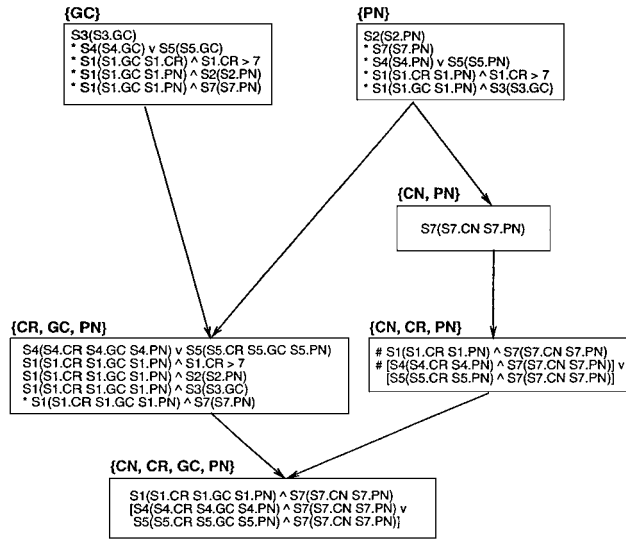 {GC}
S3(S3.GC)
* S4(S4.GC) v S5(S5.GC)
* S1(S1.GC S1.CR) ^ S1.CR > 7
* S1(S1.GC S1.PN) ^ S2(S2.PN)
* S1(S1.GC S1.PN) ^ S7(S7.PN)
{PN}
S2(S2.PN)
* S7(S7.PN)
* S4(S4.PN) v S5(S5.PN)
* S1(S1.CR S1.PN) ^ S1.CR > 7
* S1(S1.GC S1.PN) ^ S3(S3.GC)
{CN, PN}
S7(S7.CN S7.PN)
{CR, GC, PN}
S4(S4.CR S4.GC S4.PN) v S5(S5.CR S5.GC S5.PN)
S1(S1.CR S1.GC S1.PN) ^ S1.CR > 7
S1(S1.CR S1.GC S1.PN) ^ S2(S2.PN)
S1(S1.CR S1.GC S1.PN) ^ S3(S3.GC)
* S1(S1.CR S1.GC S1.PN) ^ S7(S7.PN)
{CN, CR, PN}
# S1(S1.CR S1.PN) ^ S7(S7.CN S7.PN)
# [S4(S4.CR S4.PN) ^ S7(S7.CN S7.PN)] v
[S5(S5.CR S5.PN) ^ S7(S7.CN S7.PN)]
{CN, CR, GC, PN}
S1(S1.CR S1.GC S1.PN) ^ S7(S7.CN S7.PN)
[S4(S4.CR S4.GC S4.PN) ^ S7(S7.CN S7.PN) v
S5(S5.CR S5.GC S5.PN) ^ S7(S7.CN S7.PN)]